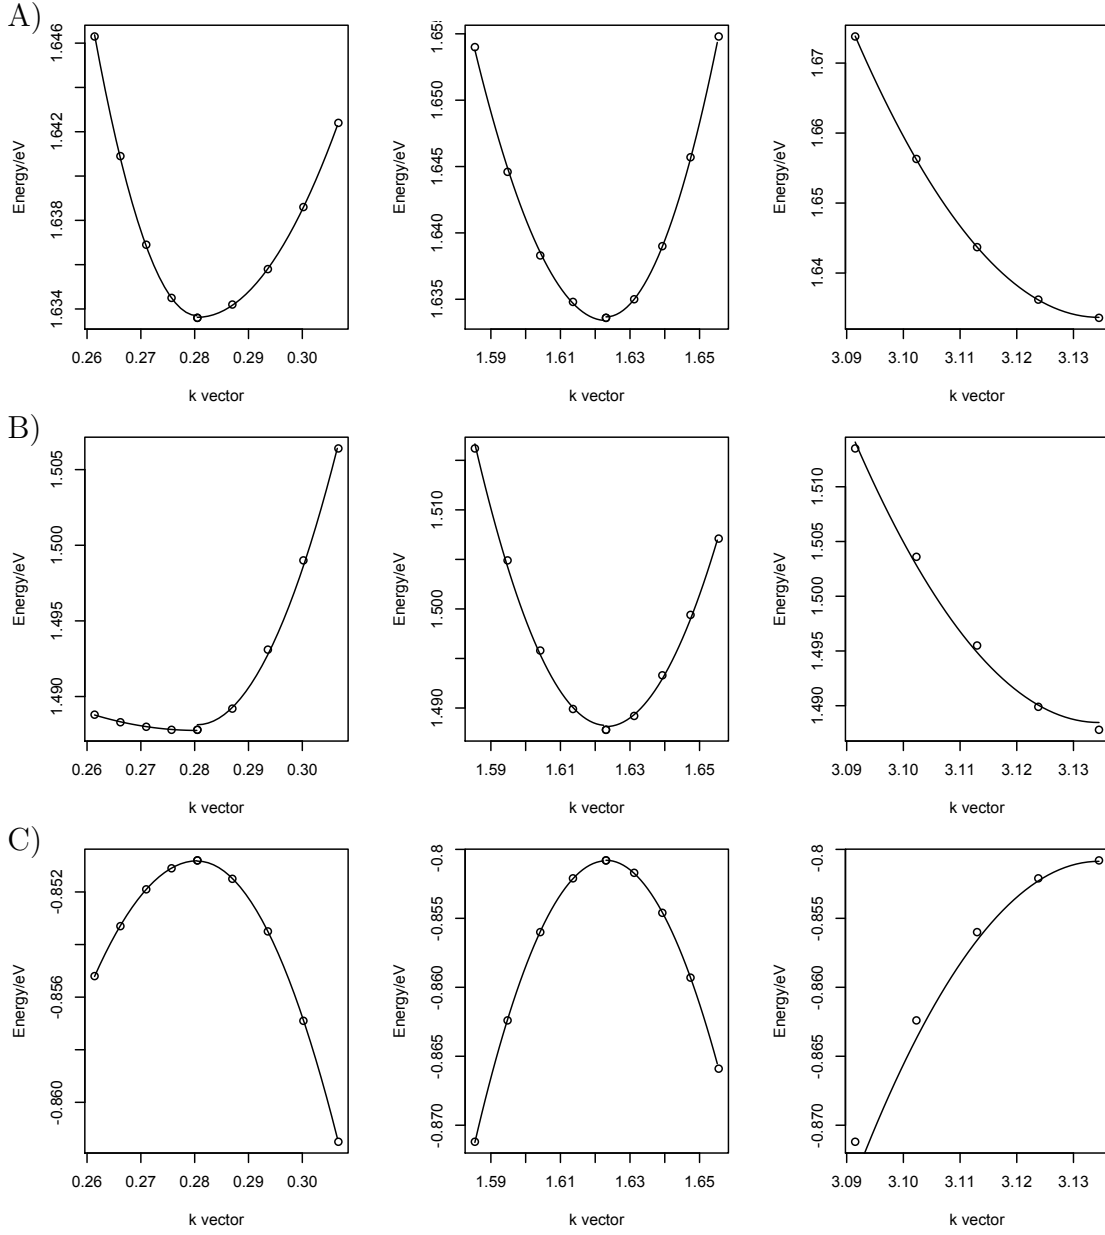 A)
1.646
1.642
1.638
1.634
Energy/eV
0.26 0.27 0.28 0.29 0.30
k vector
1.650
1.645
1.640
1.635
Energy/eV
1.59 1.61 1.63 1.65
k vector
1.67
1.66
1.65
1.64
Energy/eV
3.09 3.10 3.11 3.12 3.13
k vector
B)
1.505
1.500
1.495
1.490
Energy/eV
0.26 0.27 0.28 0.29 0.30
k vector
1.510
1.500
1.490
Energy/eV
1.59 1.61 1.63 1.65
k vector
1.510
1.505
1.500
1.495
1.490
Energy/eV
3.09 3.10 3.11 3.12 3.13
k vector
C)
-0.852
-0.856
-0.860
Energy/eV
0.26 0.27 0.28 0.29 0.30
k vector
-0.8
-0.855
-0.860
-0.865
-0.870
Energy/eV
1.59 1.61 1.63 1.65
k vector
-0.8
-0.855
-0.860
-0.865
-0.870
Energy/eV
3.09 3.10 3.11 3.12 3.13
k vector